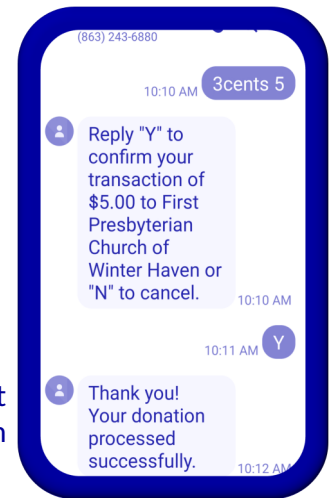 (863) 243-6880
10:10 AM 3cents 5
Reply "Y" to
confirm your
transaction of
$5.00 to First
Presbyterian
Church of
Winter Haven or
"N" to cancel.
10:10 AM
10:11 AM Y
Thank you!
Your donation
processed
successfully.
10:12 AM